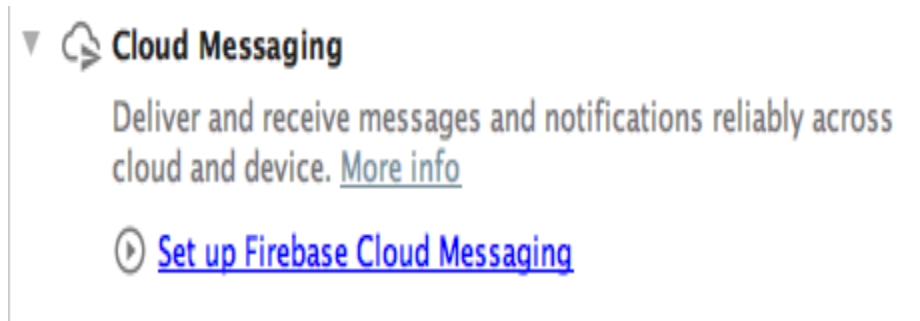 Cloud Messaging
Deliver and receive messages and notifications reliably across
cloud and device. More info
Set up Firebase Cloud Messaging